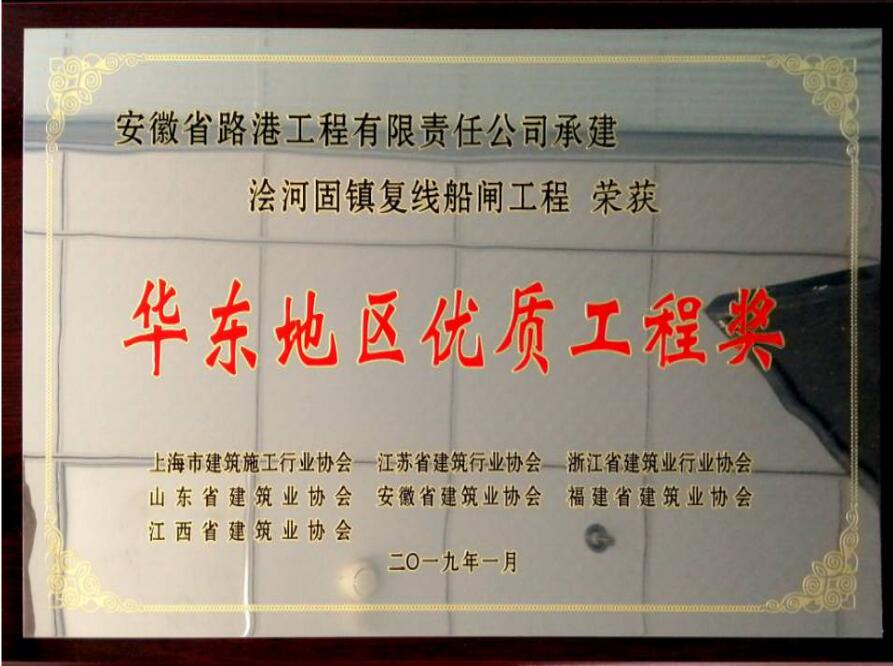 安徽省路港工程有限责任公司承建
浍河固镇复线船闸工程 荣获
华东地区优质工程奖
上海市建筑施工行业协会 江苏省建筑行业协会 浙江省建筑业行业协会
山东省建筑业协会 安徽省建筑业协会 福建省建筑业协会
江西省建筑业协会
二〇一九年一月